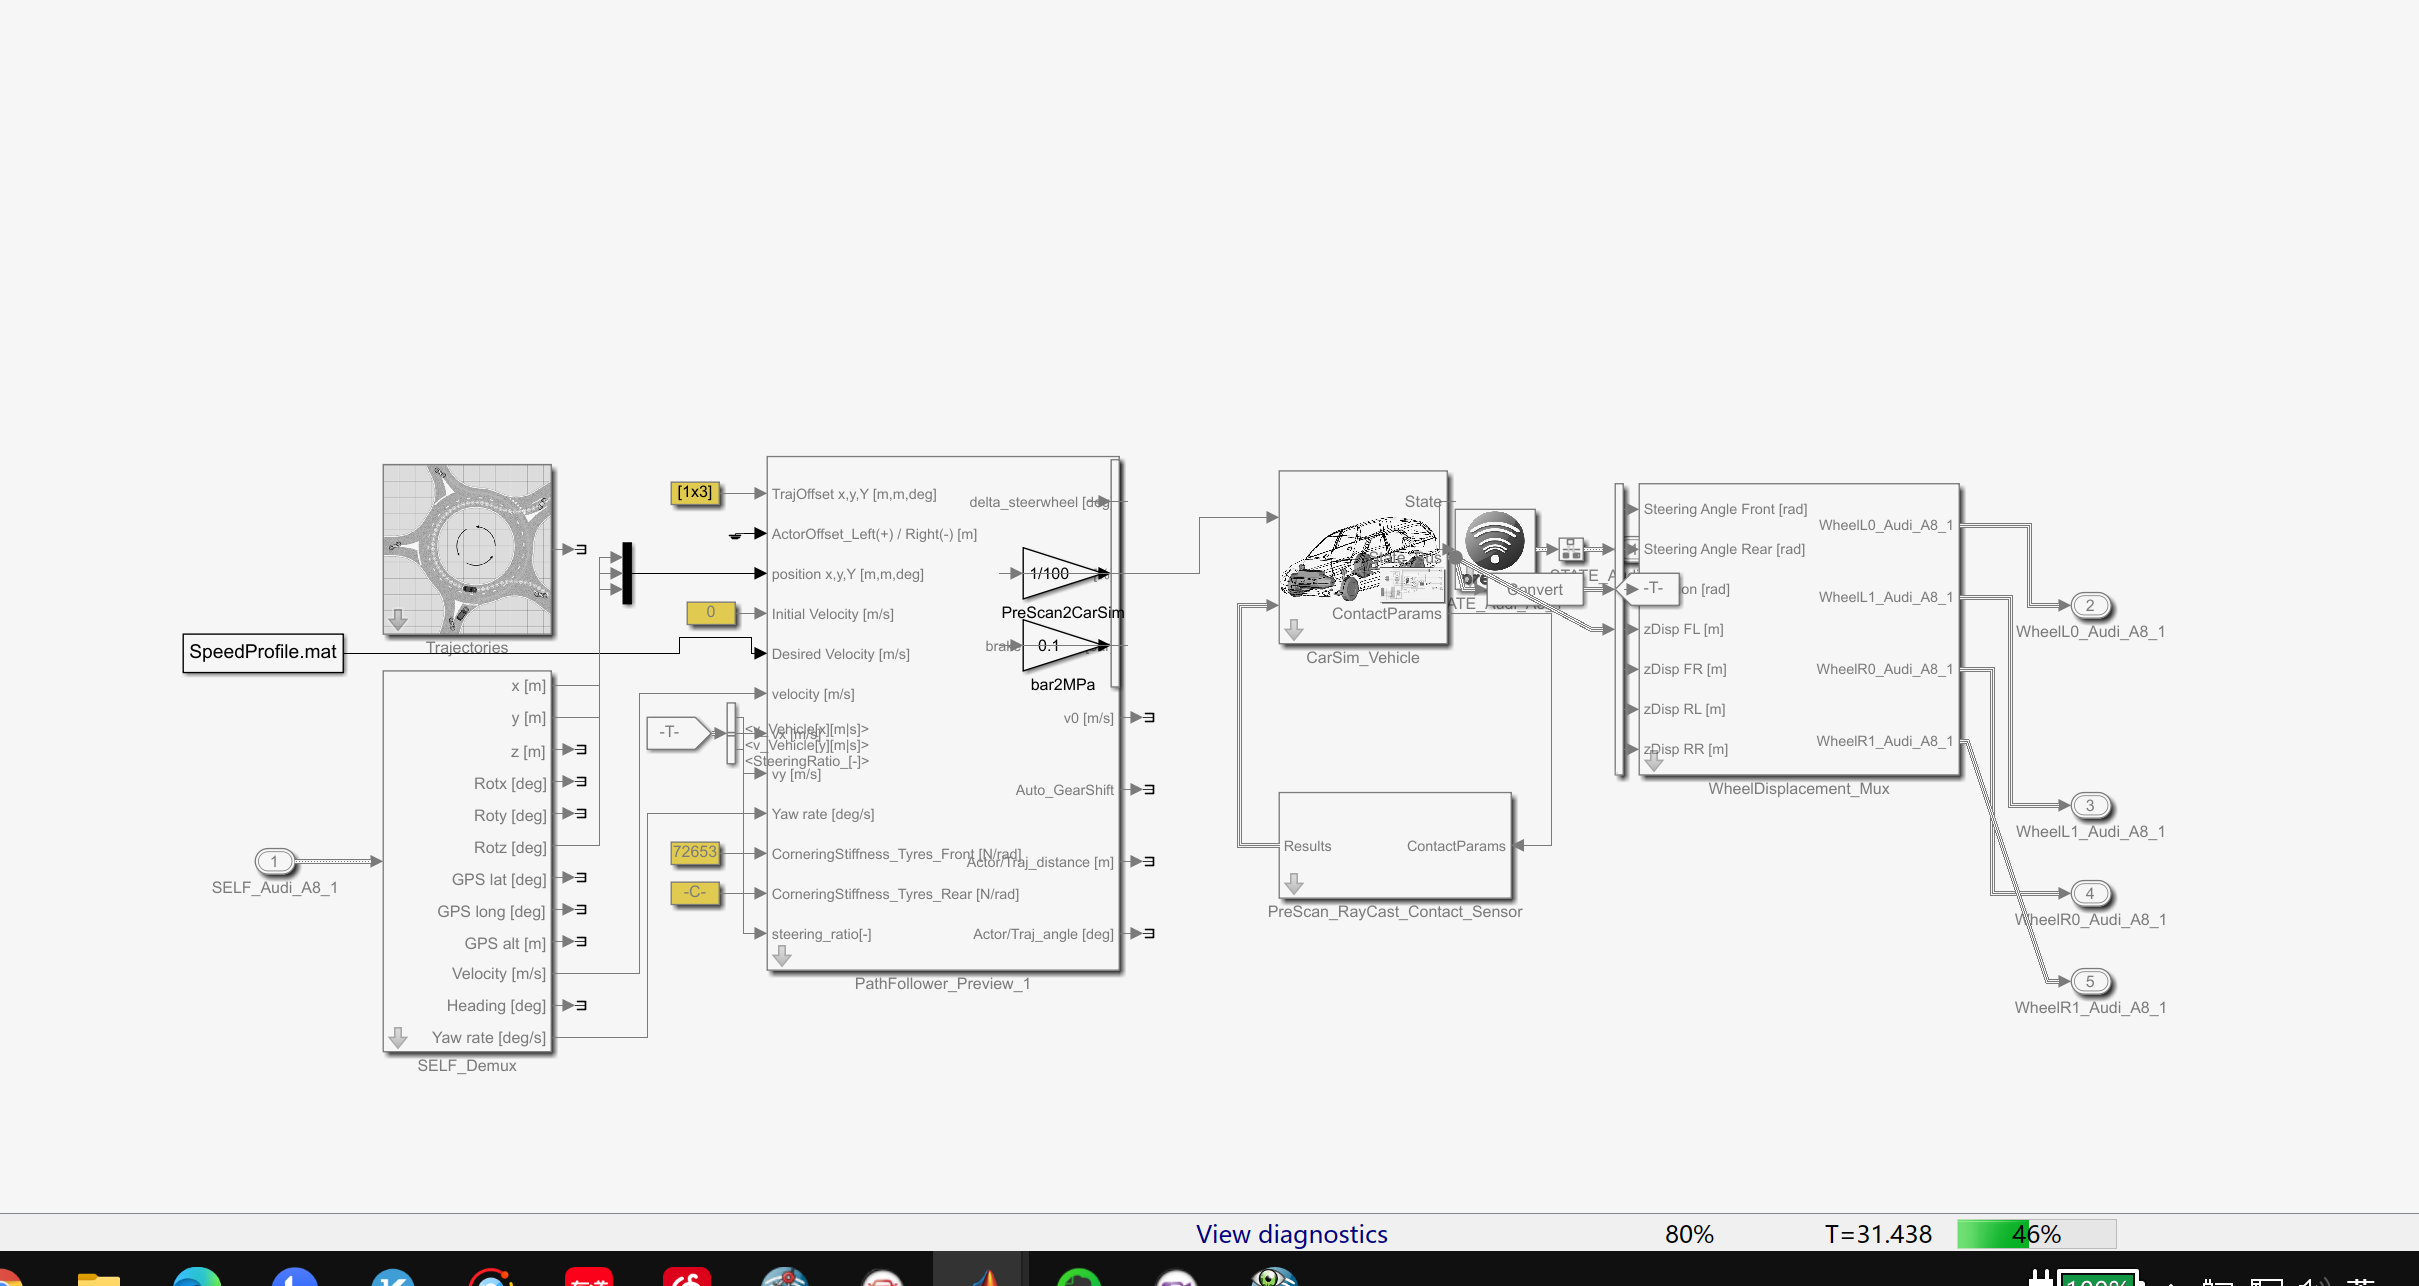 Trajectories
SpeedProfile.mat
1
SELF_Audi_A8_1
x [m]
y [m]
z [m]
Rotx [deg]
Roty [deg]
Rotz [deg]
GPS lat [deg]
GPS long [deg]
GPS alt [m]
Velocity [m/s]
Heading [deg]
Yaw rate [deg/s]
SELF_Demux
[1x3]
0
-T-
72653
-C-
<v_Vehicle[x][m|s]>
<v_Vehicle[y][m|s]>
<SteeringRatio_[-]>
TrajOffset x,y,Y [m,m,deg]
ActorOffset_Left(+) / Right(-) [m]
position x,y,Y [m,m,deg]
Initial Velocity [m/s]
Desired Velocity [m/s]
velocity [m/s]
vx [m/s]
vy [m/s]
Yaw rate [deg/s]
CorneringStiffness_Tyres_Front [N/rad]
CorneringStiffness_Tyres_Rear [N/rad]
steering_ratio[-]
delta_steerwheel [deg
1/100
PreScan2CarSim
0.1
bar2MPa
v0 [m/s]
Auto_GearShift
Actor/Traj_distance [m]
Actor/Traj_angle [deg]
PathFollower_Preview_1
State
ContactParams
CarSim_Vehicle
Results
ContactParams
PreScan_RayCast_Contact_Sensor
pre
Convert
-T-
Steering Angle Front [rad]
Steering Angle Rear [rad]
on [rad]
zDisp FL [m]
zDisp FR [m]
zDisp RL [m]
zDisp RR [m]
WheelL0_Audi_A8_1
WheelL1_Audi_A8_1
WheelR0_Audi_A8_1
WheelR1_Audi_A8_1
WheelDisplacement_Mux
2
WheelL0_Audi_A8_1
3
WheelL1_Audi_A8_1
4
WheelR0_Audi_A8_1
5
WheelR1_Audi_A8_1
View diagnostics
80%
T=31.438
46%